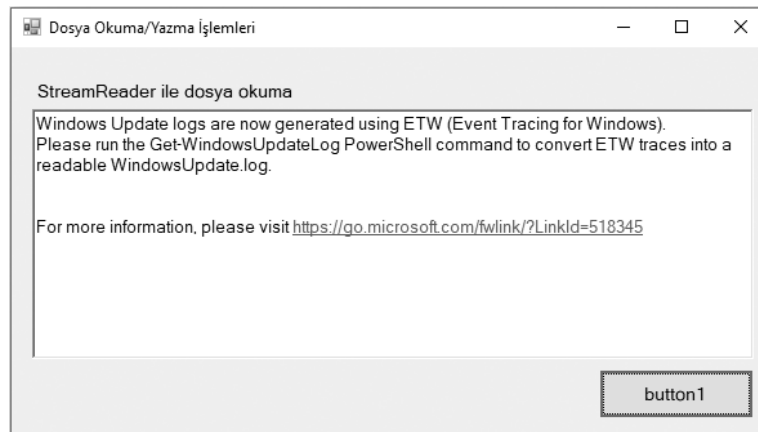 Dosya Okuma/Yazma İşlemleri
StreamReader ile dosya okuma
Windows Update logs are now generated using ETW (Event Tracing for Windows).
Please run the Get-WindowsUpdateLog PowerShell command to convert ETW traces into a
readable WindowsUpdate.log.
For more information, please visit https://go.microsoft.com/fwlink/?LinkId=518345
button1